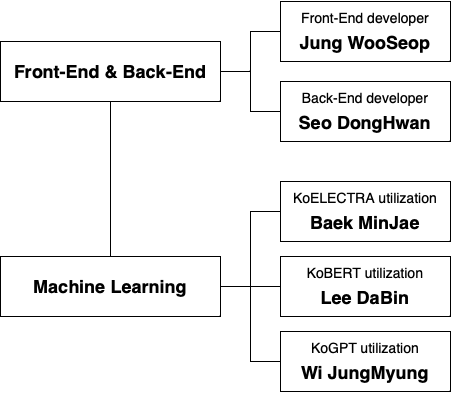 Front-End developer
Jung WooSeop
Front-End & Back-End
Back-End developer
Seo DongHwan
KoELECTRA utilization
Baek MinJae
Machine Learning
KoBERT utilization
Lee DaBin
KoGPT utilization
Wi JungMyung